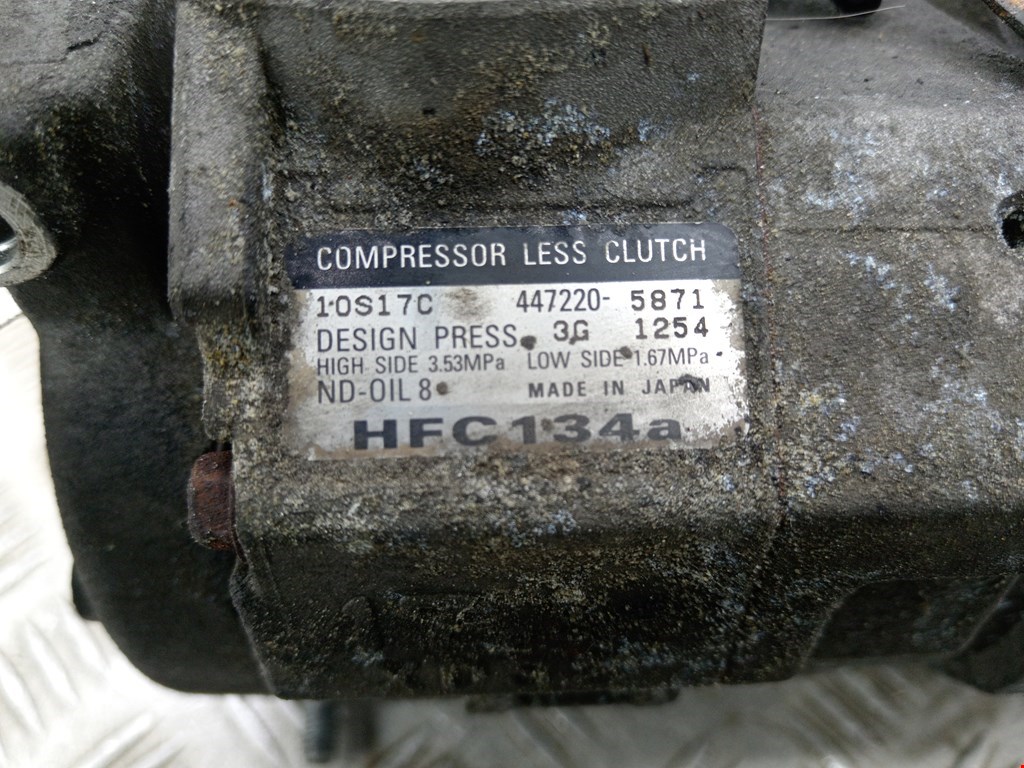 COMPRESSOR LESS CLUTCH
10S17C 447220- 5871
DESIGN PRESS. 3G 1254
HIGH SIDE 3.53MPa LOW SIDE 1.67MPa
ND-OIL 8 MADE IN JAPAN
HFC134a